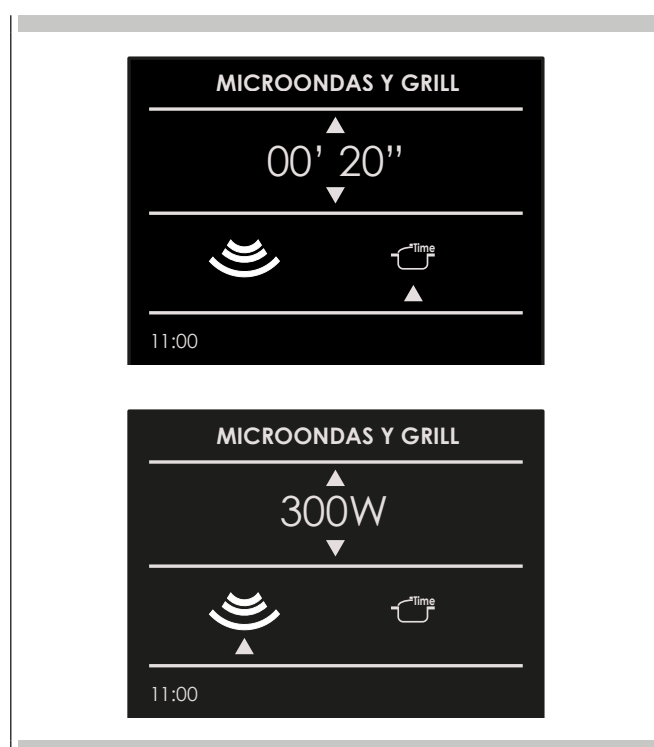 MICROONDAS Y GRILL
00’ 20’’
Time
11:00
MICROONDAS Y GRILL
300W
Time
11:00